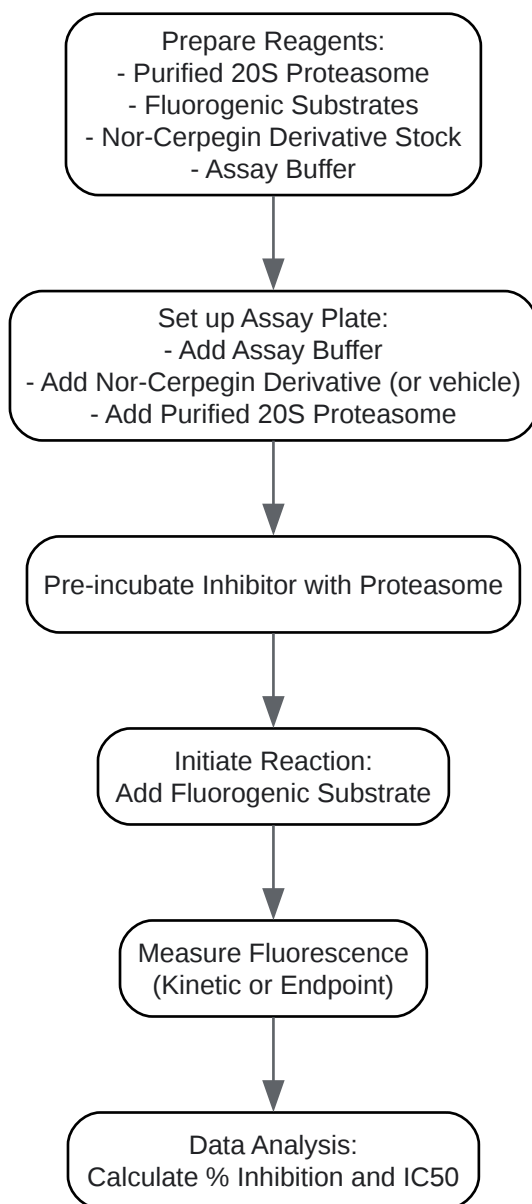 Prepare Reagents:
- Purified 20S Proteasome
- Fluorogenic Substrates
- Nor-Cerpegin Derivative Stock
- Assay Buffer
Set up Assay Plate:
- Add Assay Buffer
- Add Nor-Cerpegin Derivative (or vehicle)
- Add Purified 20S Proteasome
Pre-incubate Inhibitor with Proteasome
Initiate Reaction:
Add Fluorogenic Substrate
Measure Fluorescence
(Kinetic or Endpoint)
Data Analysis:
Calculate % Inhibition and IC50